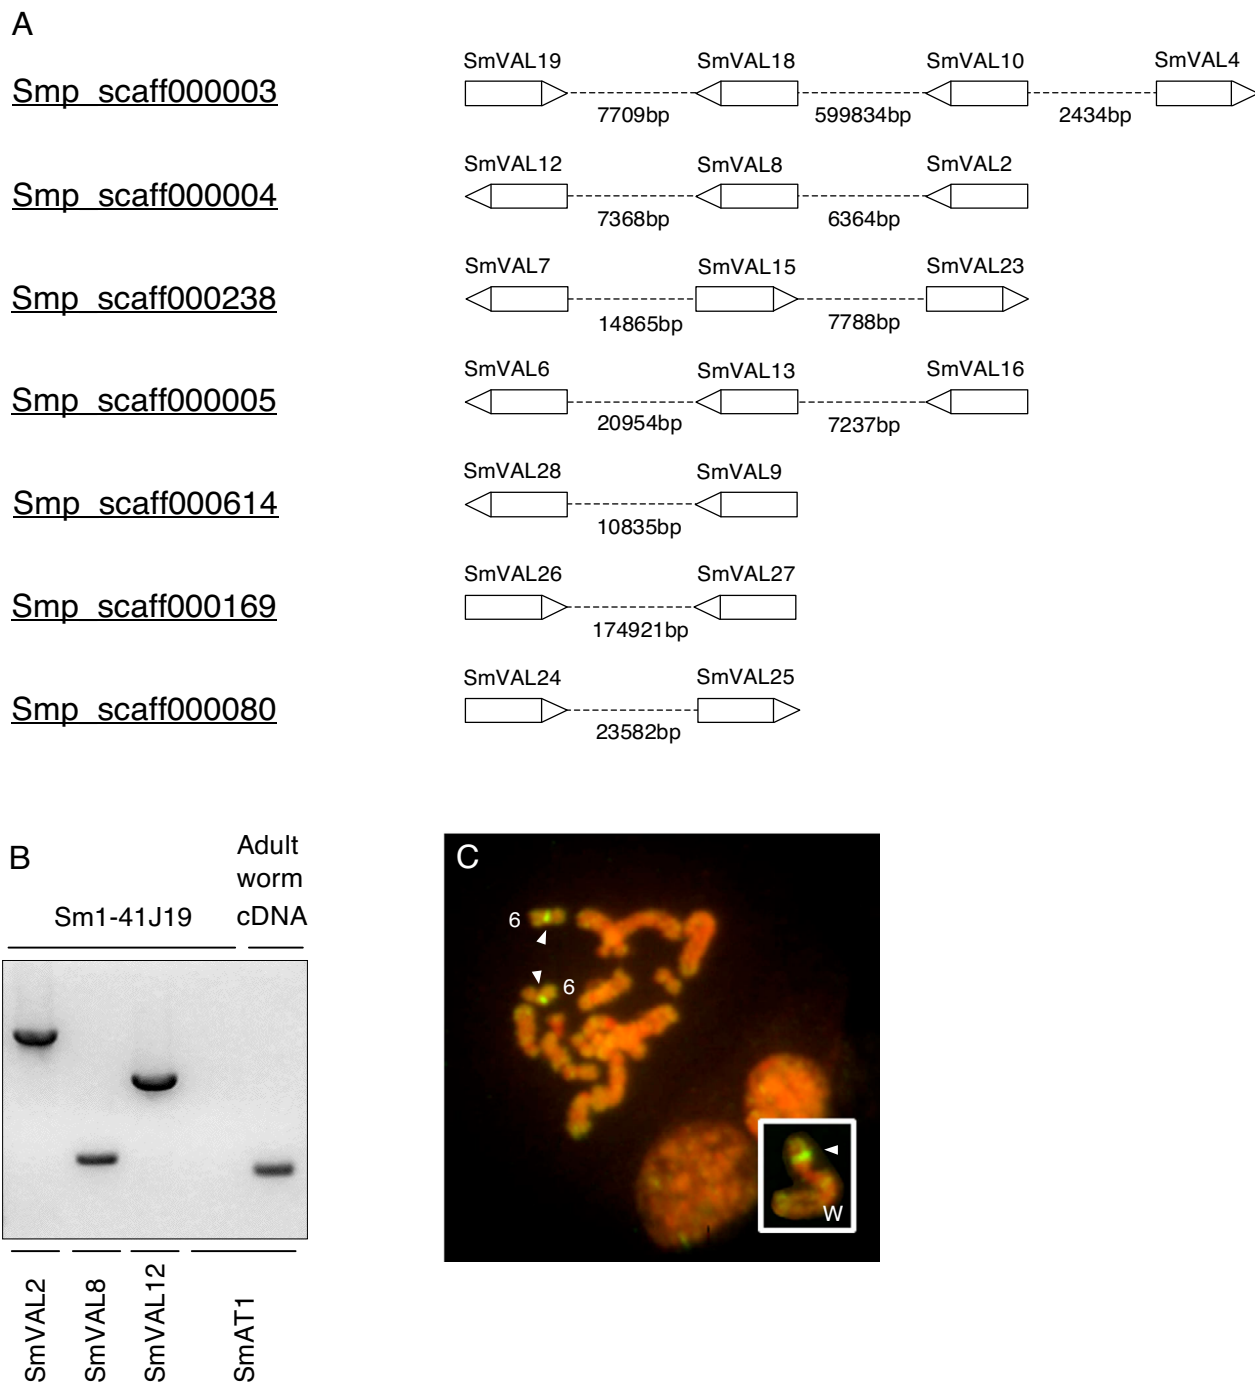 A
Smp_scaff000003
SmVAL19 SmVAL18 SmVAL10 SmVAL4
7709bp 599834bp 2434bp
Smp_scaff000004
SmVAL12 SmVAL8 SmVAL2
7368bp 6364bp
Smp_scaff000238
SmVAL7 SmVAL15 SmVAL23
14865bp 7788bp
Smp_scaff000005
SmVAL6 SmVAL13 SmVAL16
20954bp 7237bp
Smp_scaff000614
SmVAL28 SmVAL9
10835bp
Smp_scaff000169
SmVAL26 SmVAL27
174921bp
Smp_scaff000080
SmVAL24 SmVAL25
23582bp
B
Sm1-41J19
Adult
worm
cDNA
SmVAL2
SmVAL8
SmVAL12
SmAT1
C
6
6
W